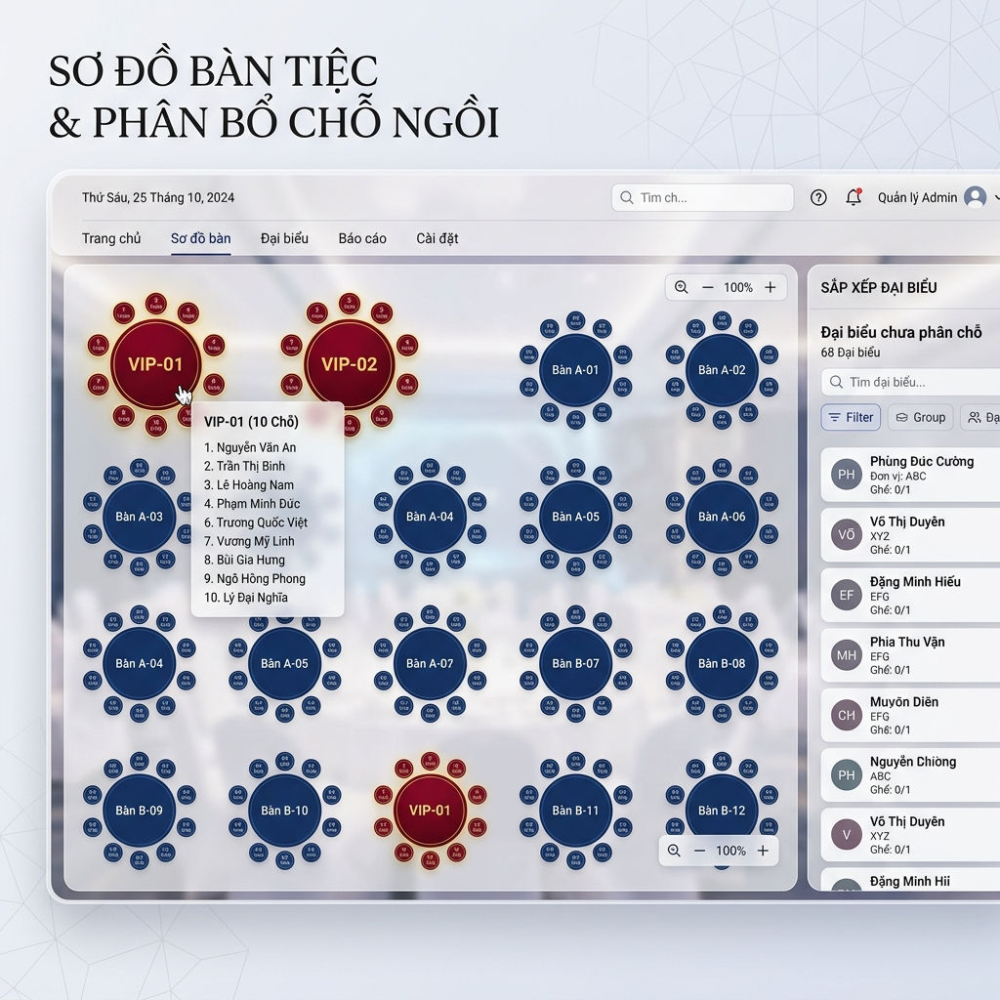 SƠ ĐỒ BÀN TIỆC
& PHÂN BỔ CHỖ NGỒI
Thứ Sáu, 25 Tháng 10, 2024
Tìm ch...
Quản lý Admin
Trang chủ
Sơ đồ bàn
Đại biểu
Báo cáo
Cài đặt
100%
VIP-01
VIP-02
Bàn A-01
Bàn A-02
VIP-01 (10 Chỗ)
1. Nguyễn Văn An
2. Trần Thị Bình
3. Lê Hoàng Nam
4. Phạm Minh Đức
6. Trương Quốc Việt
7. Vương Mỹ Linh
8. Bùi Gia Hưng
9. Ngô Hồng Phong
10. Lý Đại Nghĩa
Bàn A-03
Bàn A-04
Bàn A-05
Bàn A-06
Bàn A-04
Bàn A-05
Bàn A-07
Bàn B-07
Bàn B-08
Bàn B-09
Bàn B-10
VIP-01
Bàn B-11
Bàn B-12
100%
SẮP XẾP ĐẠI BIỂU
Đại biểu chưa phân chỗ
68 Đại biểu
Tìm đại biểu...
Filter
Group
Đạ
PH
Phùng Đúc Cường
Đơn vị: ABC
Ghế: 0/1
VÕ
Võ Thị Duyên
XYZ
Ghế: 0/1
EF
Đặng Minh Hiếu
EFG
Ghế: 0/1
MH
Phia Thu Vận
EFG
Ghế: 0/1
CH
Muyôn Diên
EFG
Ghế: 0/1
PH
Nguyễn Chiòng
ABC
Ghế: 0/1
V
Võ Thị Duyên
XYZ
Ghế: 0/1
Đặng Minh Hii